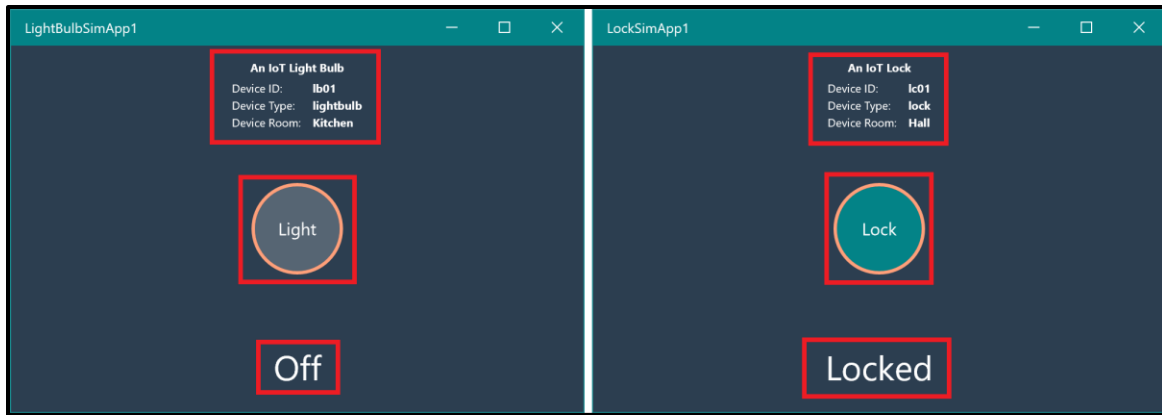 LightBulbSimApp1
An IoT Light Bulb
Device ID: lb01
Device Type: lightbulb
Device Room: Kitchen
Light
Off
LockSimApp1
An IoT Lock
Device ID: lc01
Device Type: lock
Device Room: Hall
Lock
Locked